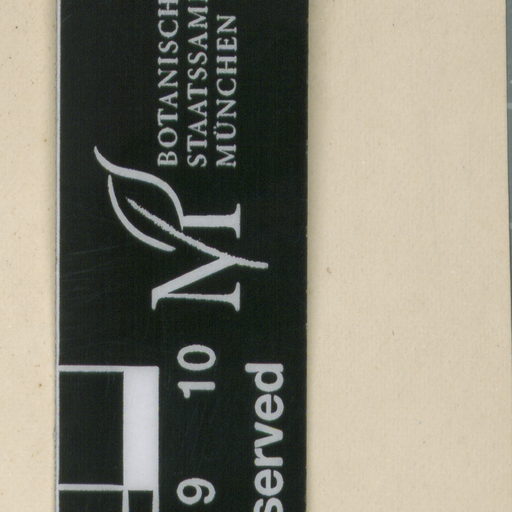 BOTANISCH
STAATSSAM
MÜNCHEN
M
9 10
served